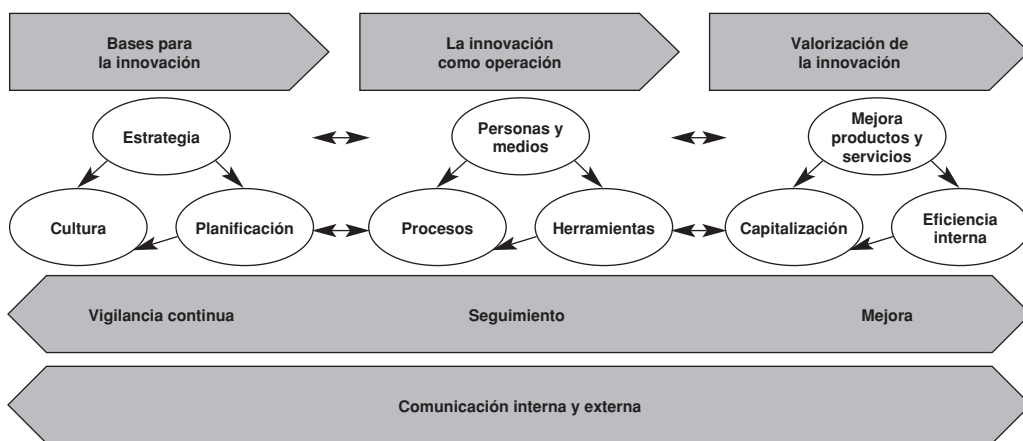 Bases para
la innovación
La innovación
como operación
Valorización de
la innovación
Estrategia
Personas y
medios
Mejora
productos y
servicios
Cultura
Planificación
Procesos
Herramientas
Capitalización
Eficiencia
interna
Vigilancia continua
Seguimiento
Mejora
Comunicación interna y externa